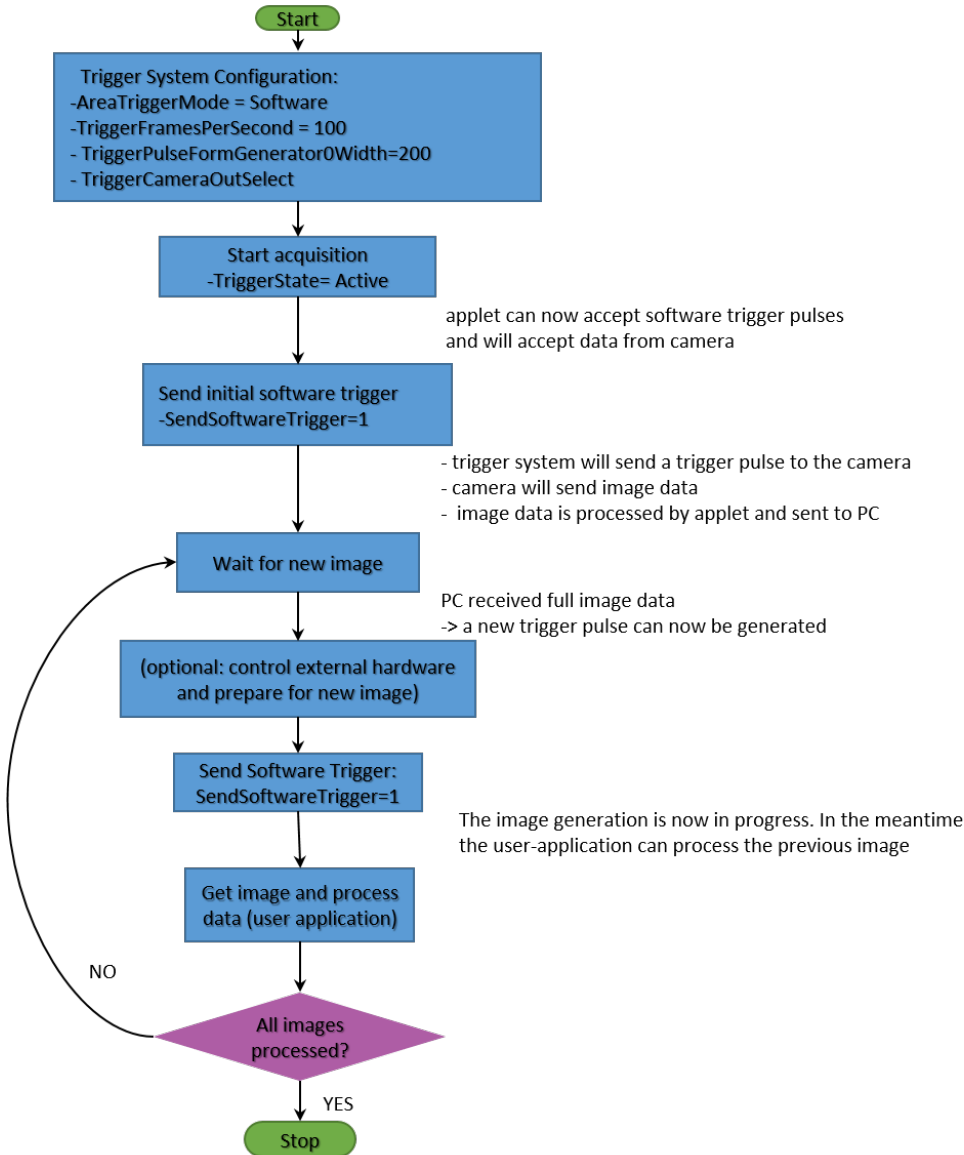 Start
Trigger System Configuration:
-AreaTriggerMode = Software
-TriggerFramesPerSecond = 100
- TriggerPulseFormGenerator0Width=200
- TriggerCameraOutSelect
Start acquisition
-TriggerState= Active
applet can now accept software trigger pulses
and will accept data from camera
Send initial software trigger
-SendSoftwareTrigger=1
- trigger system will send a trigger pulse to the camera
- camera will send image data
- image data is processed by applet and sent to PC
Wait for new image
PC received full image data
-> a new trigger pulse can now be generated
(optional: control external hardware
and prepare for new image)
Send Software Trigger:
SendSoftwareTrigger=1
The image generation is now in progress. In the meantime
the user-application can process the previous image
Get image and process
data (user application)
NO
All images
processed?
YES
Stop